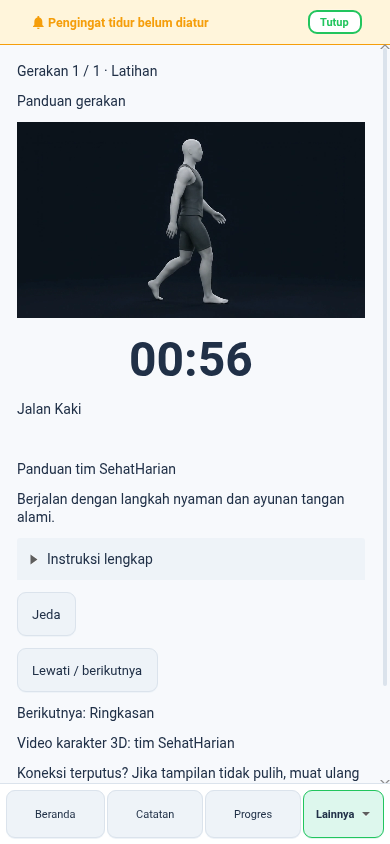 Pengingat tidur belum diatur
Tutup
Gerakan 1 / 1 · Latihan
Panduan gerakan
00:56
Jalan Kaki
Panduan tim SehatHarian
Berjalan dengan langkah nyaman dan ayunan tangan
alami.
Instruksi lengkap
Jeda
Lewati / berikutnya
Berikutnya: Ringkasan
Video karakter 3D: tim SehatHarian
Koneksi terputus? Jika tampilan tidak pulih, muat ulang
Beranda
Catatan
Progres
Lainnya